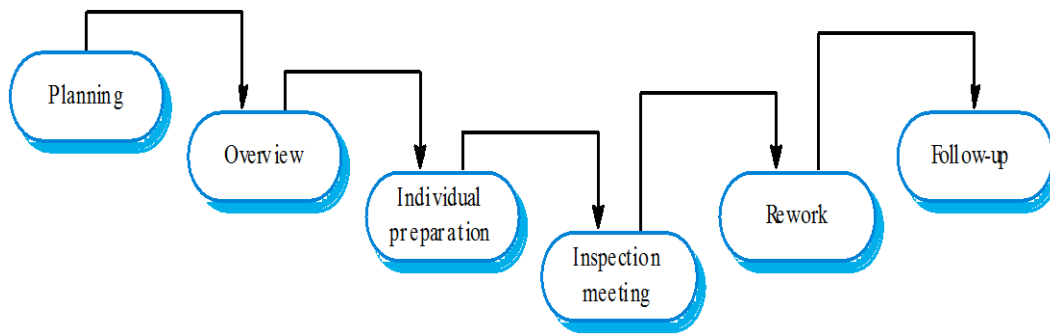 Planning
Overview
Individual
preparation
Inspection
meeting
Rework
Follow-up